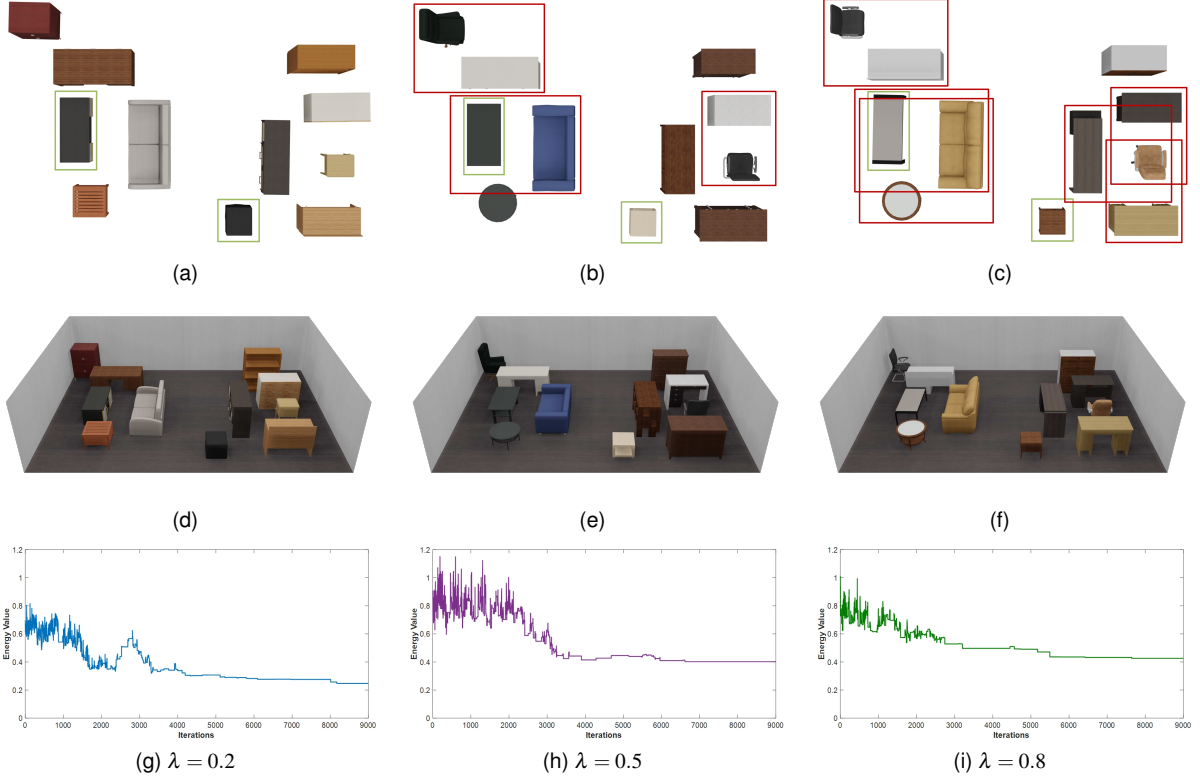 (a) (b) (c)
(d) (e) (f)
1.2 1.2 1.2
1 1 1
0.8 0.8 0.8
0.6 0.6 0.6
0.4 0.4 0.4
0.2 0.2 0.2
0 0 0
Energy Value Energy Value Energy Value
0 1000 2000 3000 4000 5000 6000 7000 8000 9000 0 1000 2000 3000 4000 5000 6000 7000 8000 9000 0 1000 2000 3000 4000 5000 6000 7000 8000 9000
Iterations Iterations Iterations
(g) λ = 0.2 (h) λ = 0.5 (i) λ = 0.8